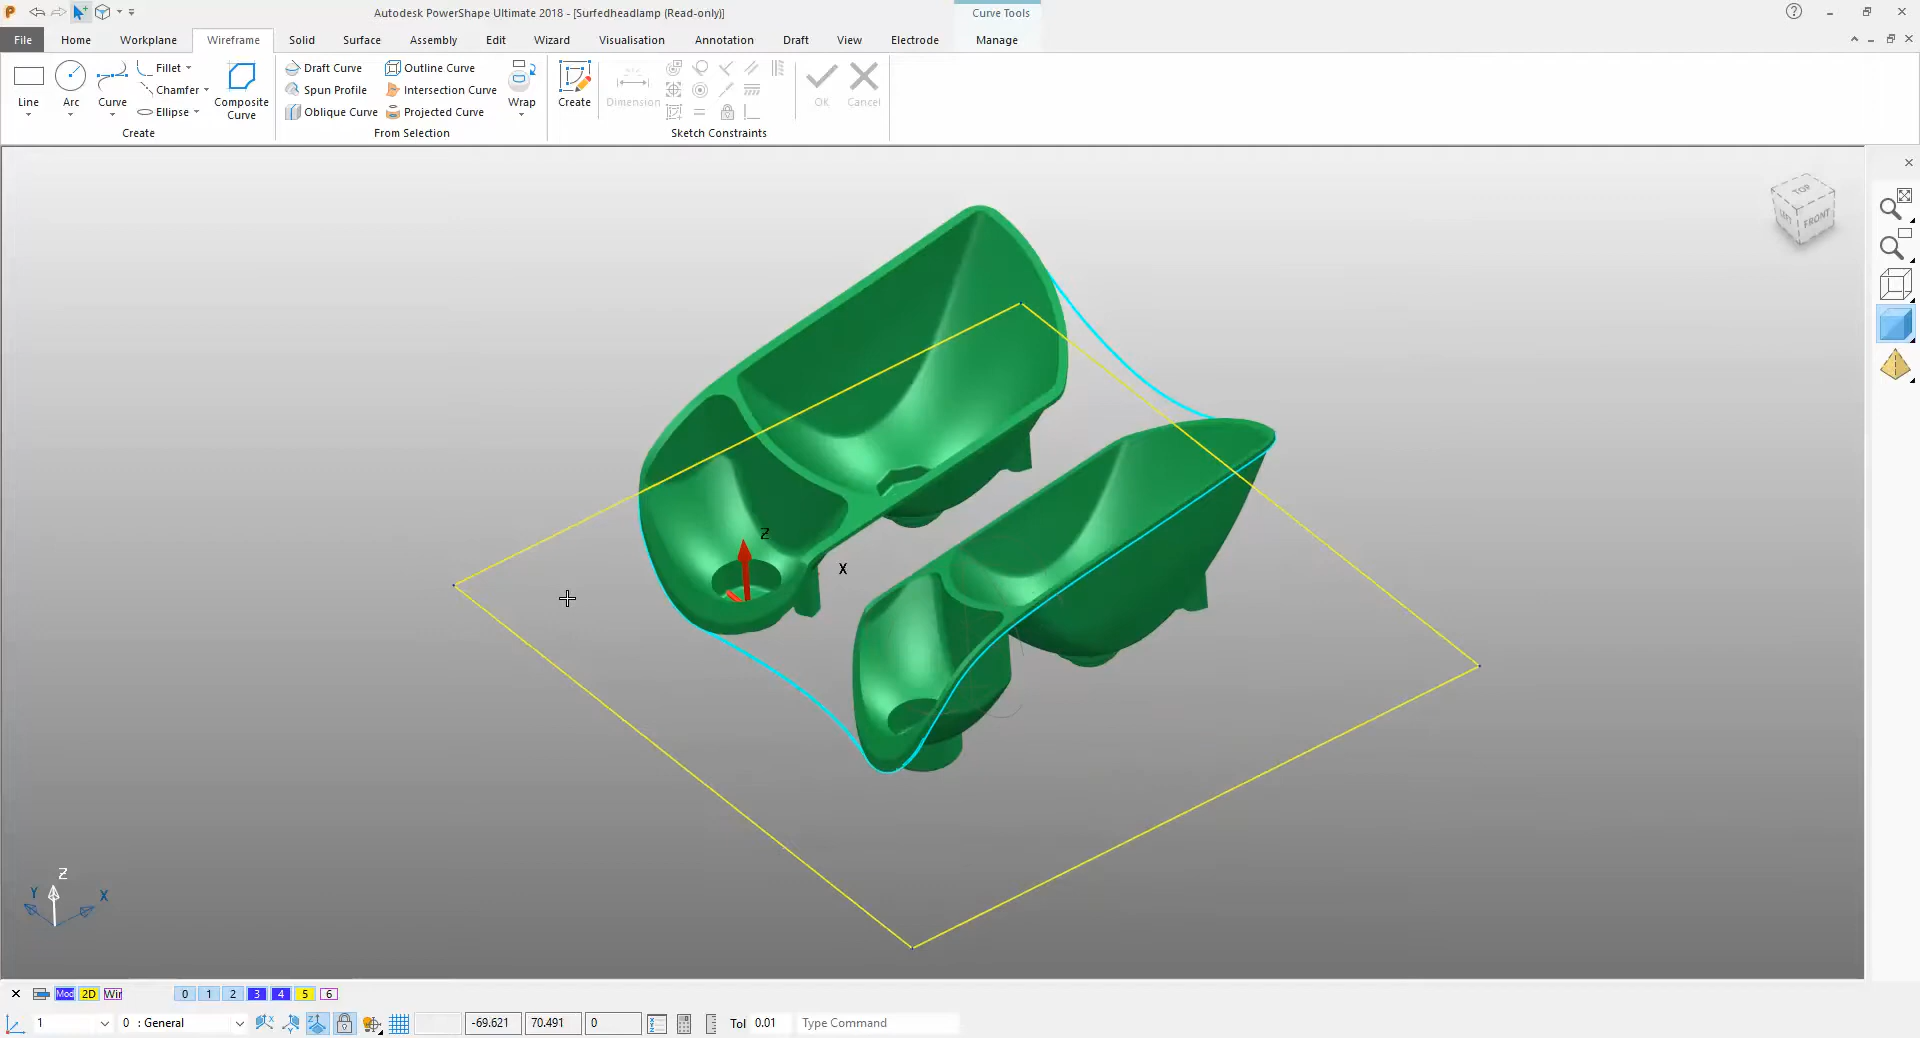 Autodesk PowerShape Ultimate 2018 - [Surfedheadlamp (Read-only)]
Curve Tools
File Home Workplane Wireframe Solid Surface Assembly Edit Wizard Visualisation Annotation Draft View Electrode Manage
Line
Arc
Curve
Fillet
Chamfer
Ellipse
Composite
Curve
Create
Draft Curve
Spun Profile
Oblique Curve
Outline Curve
Intersection Curve
Projected Curve
Wrap
From Selection
Create
Dimension
OK
Cancel
Sketch Constraints
TOP
LEFT
FRONT
Z
X
Z
Y
X
Mod 2D Wir 0 1 2 3 4 5 6
1 0 : General -69.621 70.491 0 Tol 0.01 Type Command